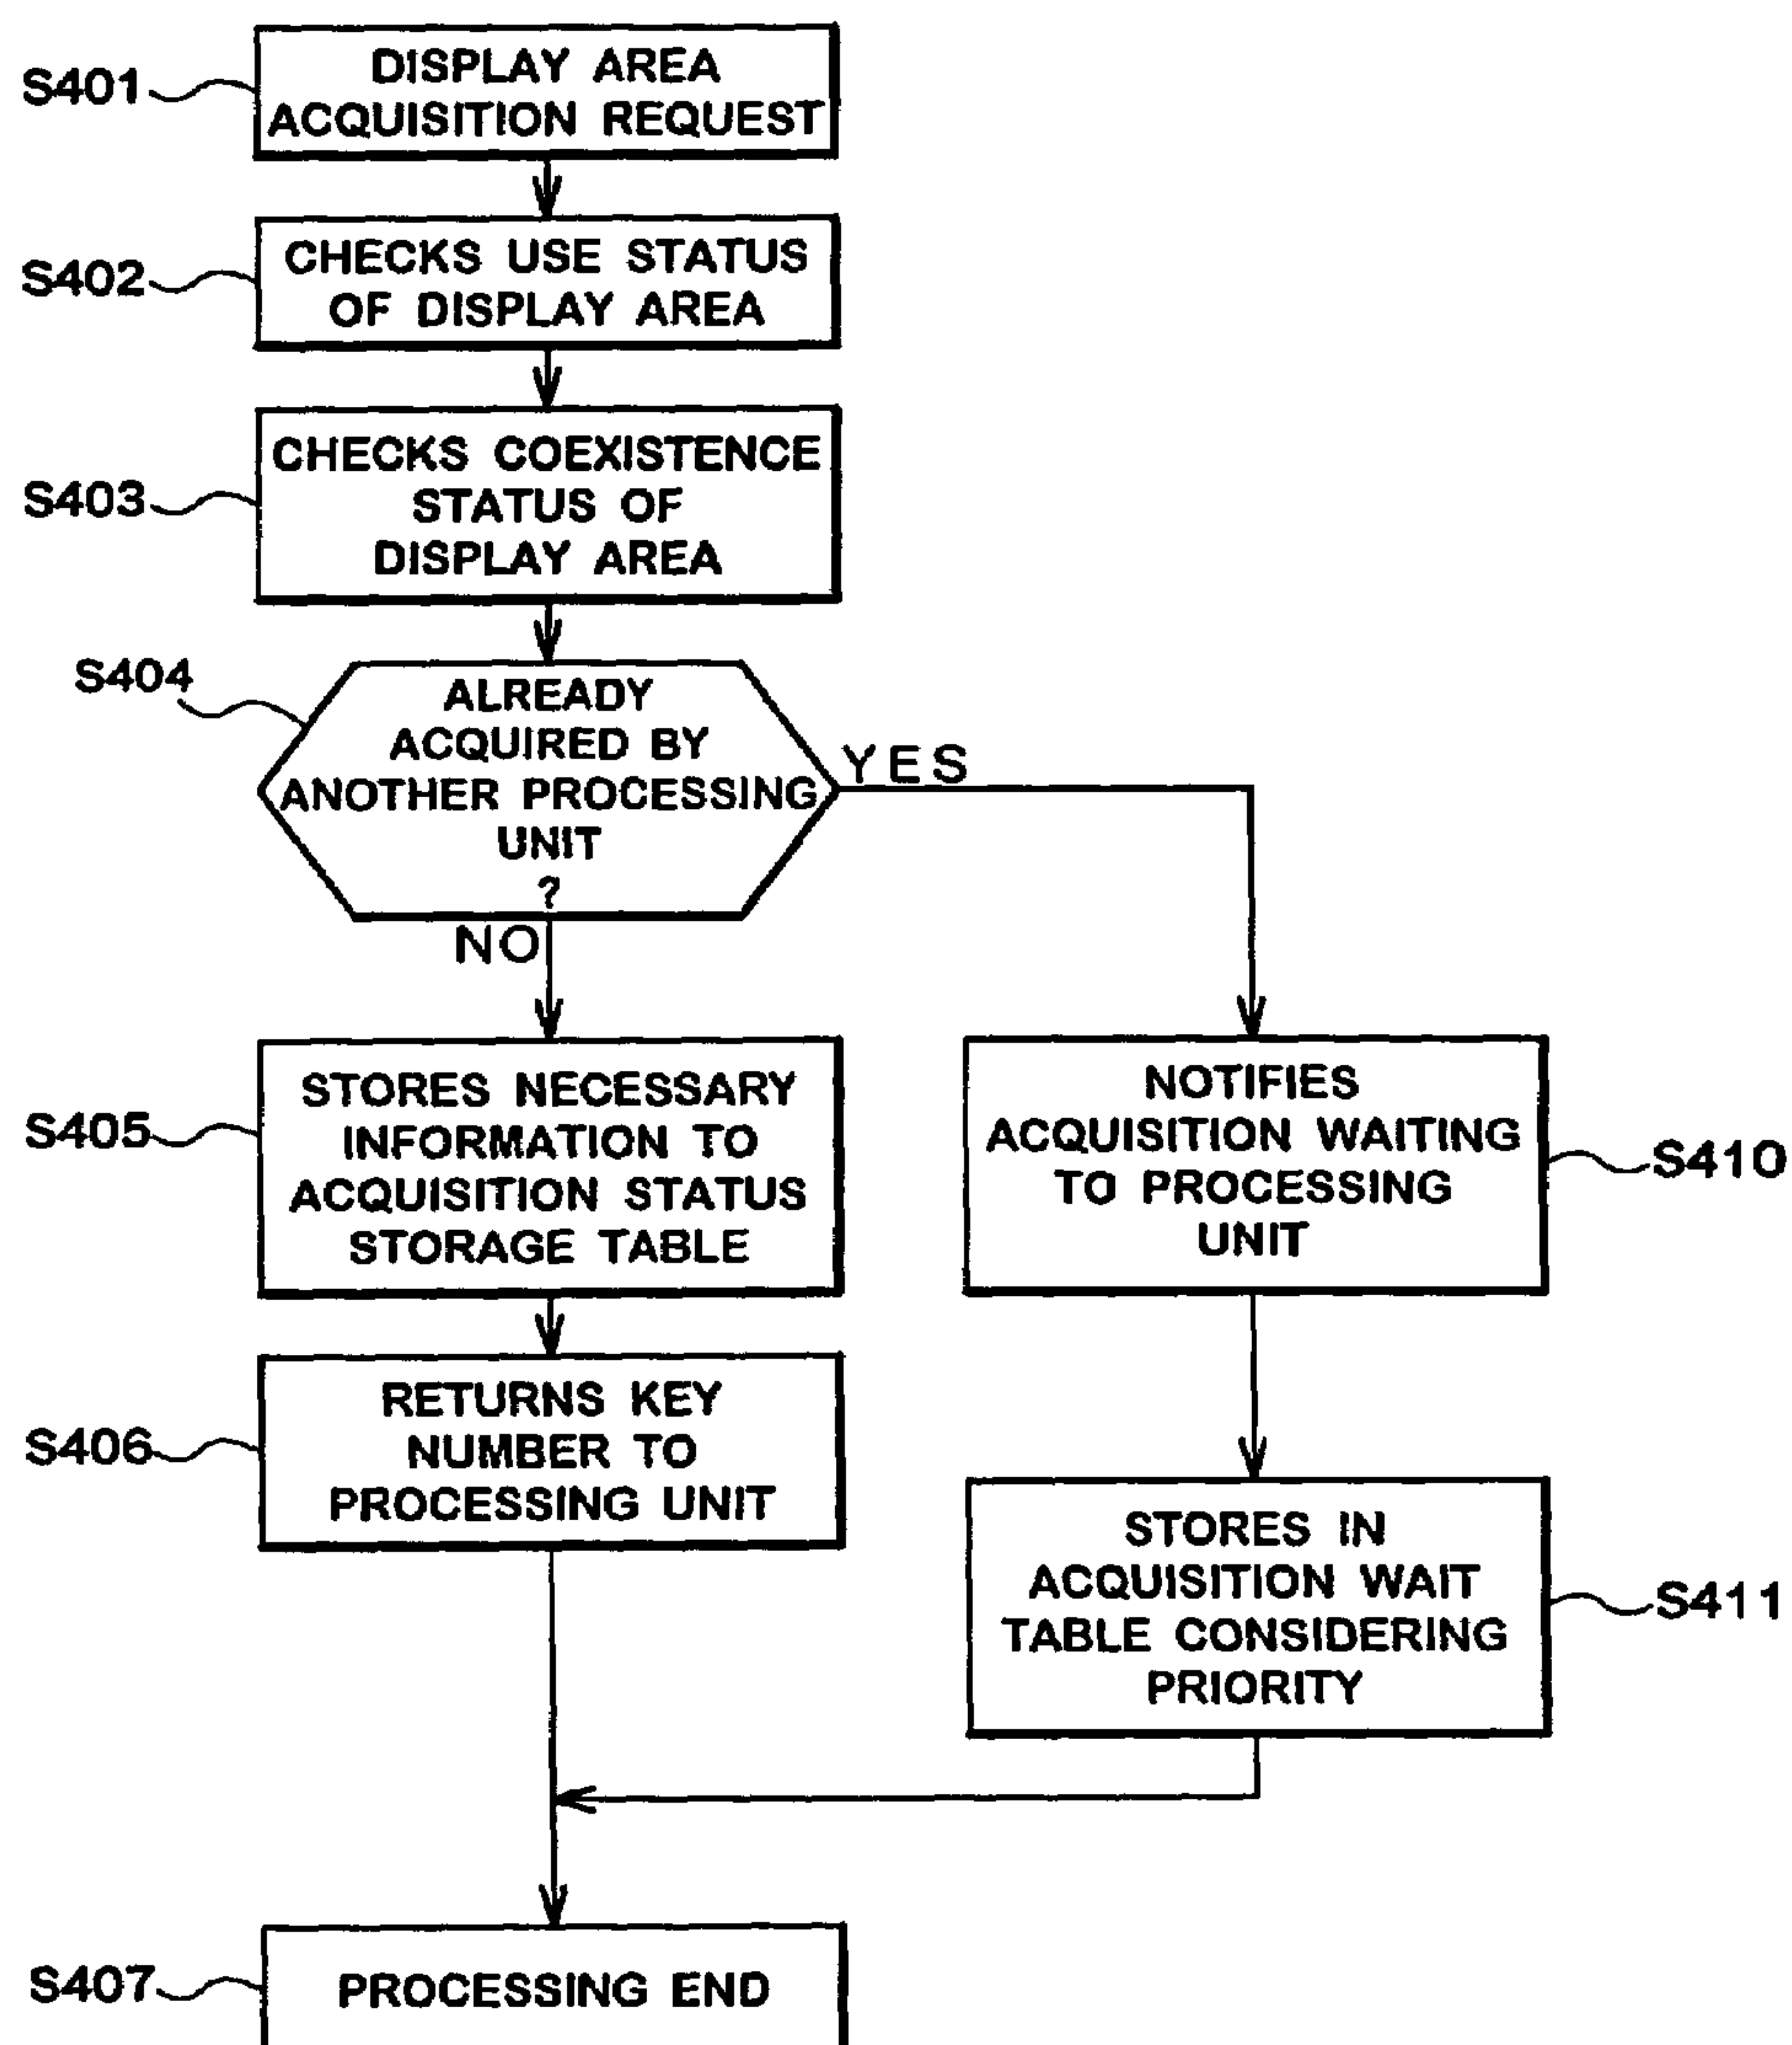 S401
DISPLAY AREA
ACQUISITION REQUEST
S402
CHECKS USE STATUS
OF DISPLAY AREA
S403
CHECKS COEXISTENCE
STATUS OF
DISPLAY AREA
S404
ALREADY
ACQUIRED BY
ANOTHER PROCESSING
UNIT
?
YES
NO
S405
STORES NECESSARY
INFORMATION TO
ACQUISITION STATUS
STORAGE TABLE
NOTIFIES
ACQUISITION WAITING
TO PROCESSING
UNIT
S410
S406
RETURNS KEY
NUMBER TO
PROCESSING UNIT
STORES IN
ACQUISITION WAIT
TABLE CONSIDERING
PRIORITY
S411
S407
PROCESSING END